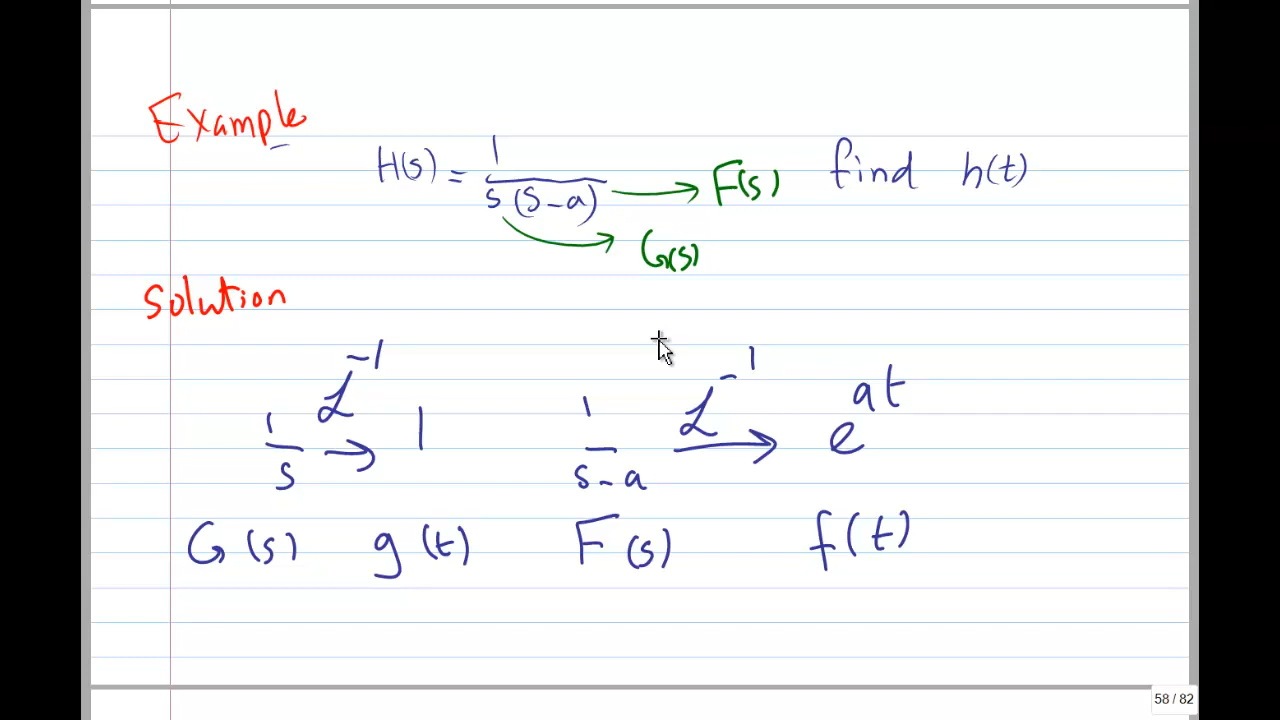 Example
H(s) = 1/(s(s-a)) → F(s) find h(t)
→ G(s)
Solution
1/s → ℒ⁻¹ 1 1/(s-a) → ℒ⁻¹ e^(at)
G(s) g(t) F(s) f(t)
58 / 82